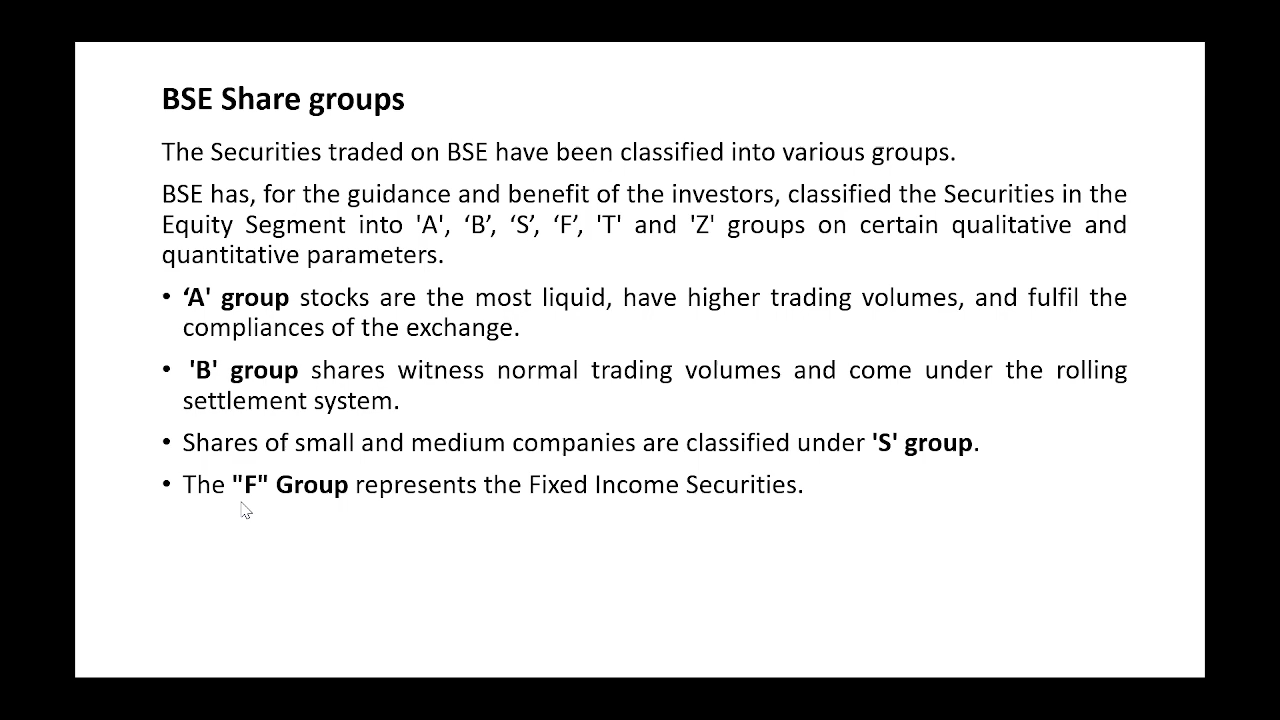 BSE Share groups
The Securities traded on BSE have been classified into various groups.
BSE has, for the guidance and benefit of the investors, classified the Securities in the
Equity Segment into 'A', ‘B’, ‘S’, ‘F’, 'T' and 'Z' groups on certain qualitative and
quantitative parameters.
• ‘A' group stocks are the most liquid, have higher trading volumes, and fulfil the
compliances of the exchange.
• 'B' group shares witness normal trading volumes and come under the rolling
settlement system.
• Shares of small and medium companies are classified under 'S' group.
• The "F" Group represents the Fixed Income Securities.